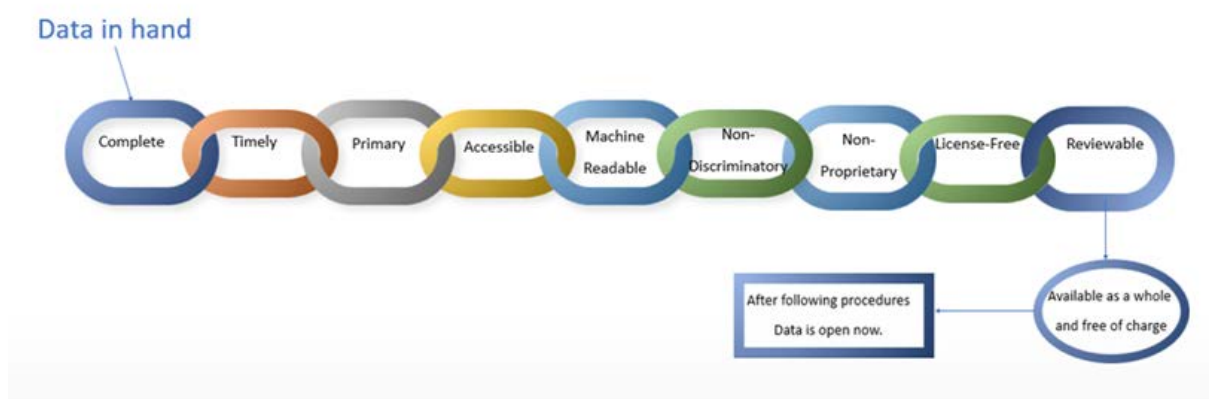 Data in hand
Complete
Timely
Primary
Accessible
Machine
Readable
Non-
Discriminatory
Non-
Proprietary
License-Free
Reviewable
Available as a whole
and free of charge
After following procedures
Data is open now.